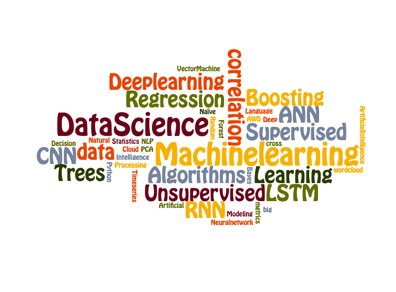 VectorMachine
correlation
Deeplearning
Regression
Boosting
Naive
Language
ANN
AWS
Deep
DataScience
Random
Forest
Supervised
ArtificialIntelligence
Decision
Natural
Statistics
NLP
cross
CNN
data
Cloud
PCA
Machinelearning
Intelligence
Trees
Python
Processing
Algorithms
Bayes
Learning
wordcloud
Timeseries
Unsupervised
LSTM
Artificial
RNN
Modeling
metrics
big
Neuralnetwork